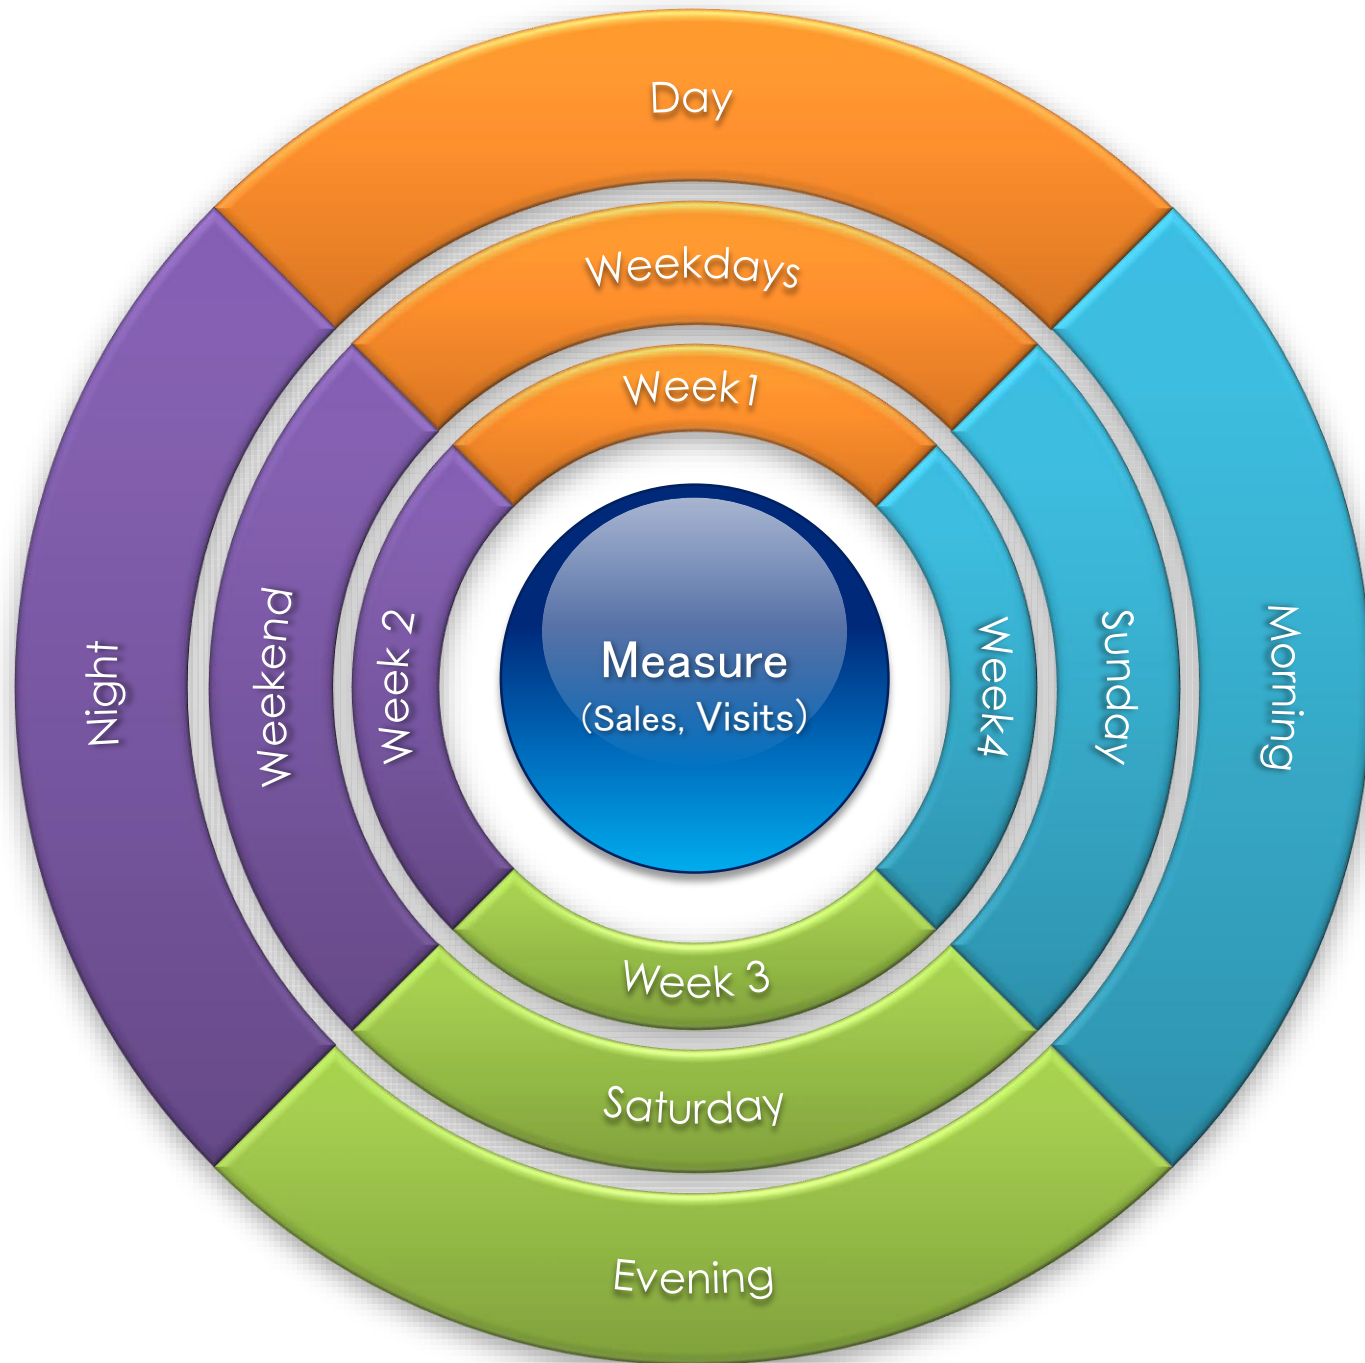 Day
Weekdays
Week1
Night
Weekend
Week 2
Measure
(Sales, Visits)
Week4
Sunday
Morning
Week 3
Saturday
Evening